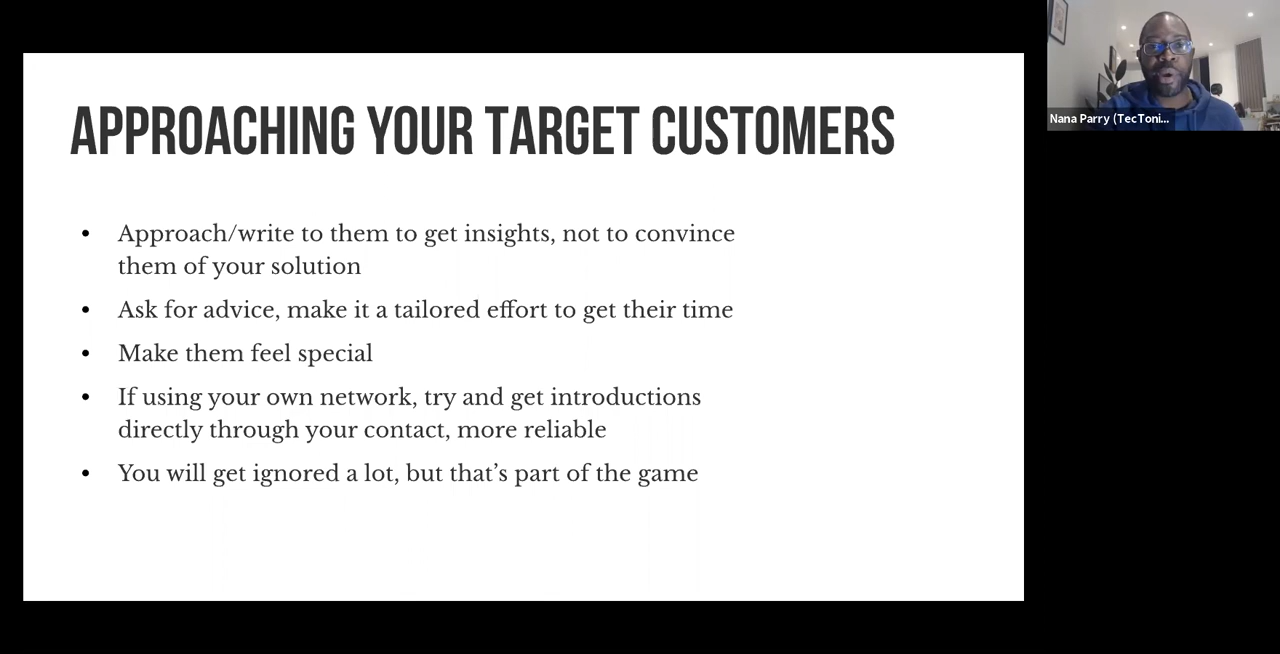 APPROACHING YOUR TARGET CUSTOMERS
• Approach/write to them to get insights, not to convince
them of your solution
• Ask for advice, make it a tailored effort to get their time
• Make them feel special
• If using your own network, try and get introductions
directly through your contact, more reliable
• You will get ignored a lot, but that’s part of the game
Nana Parry (TecToni...